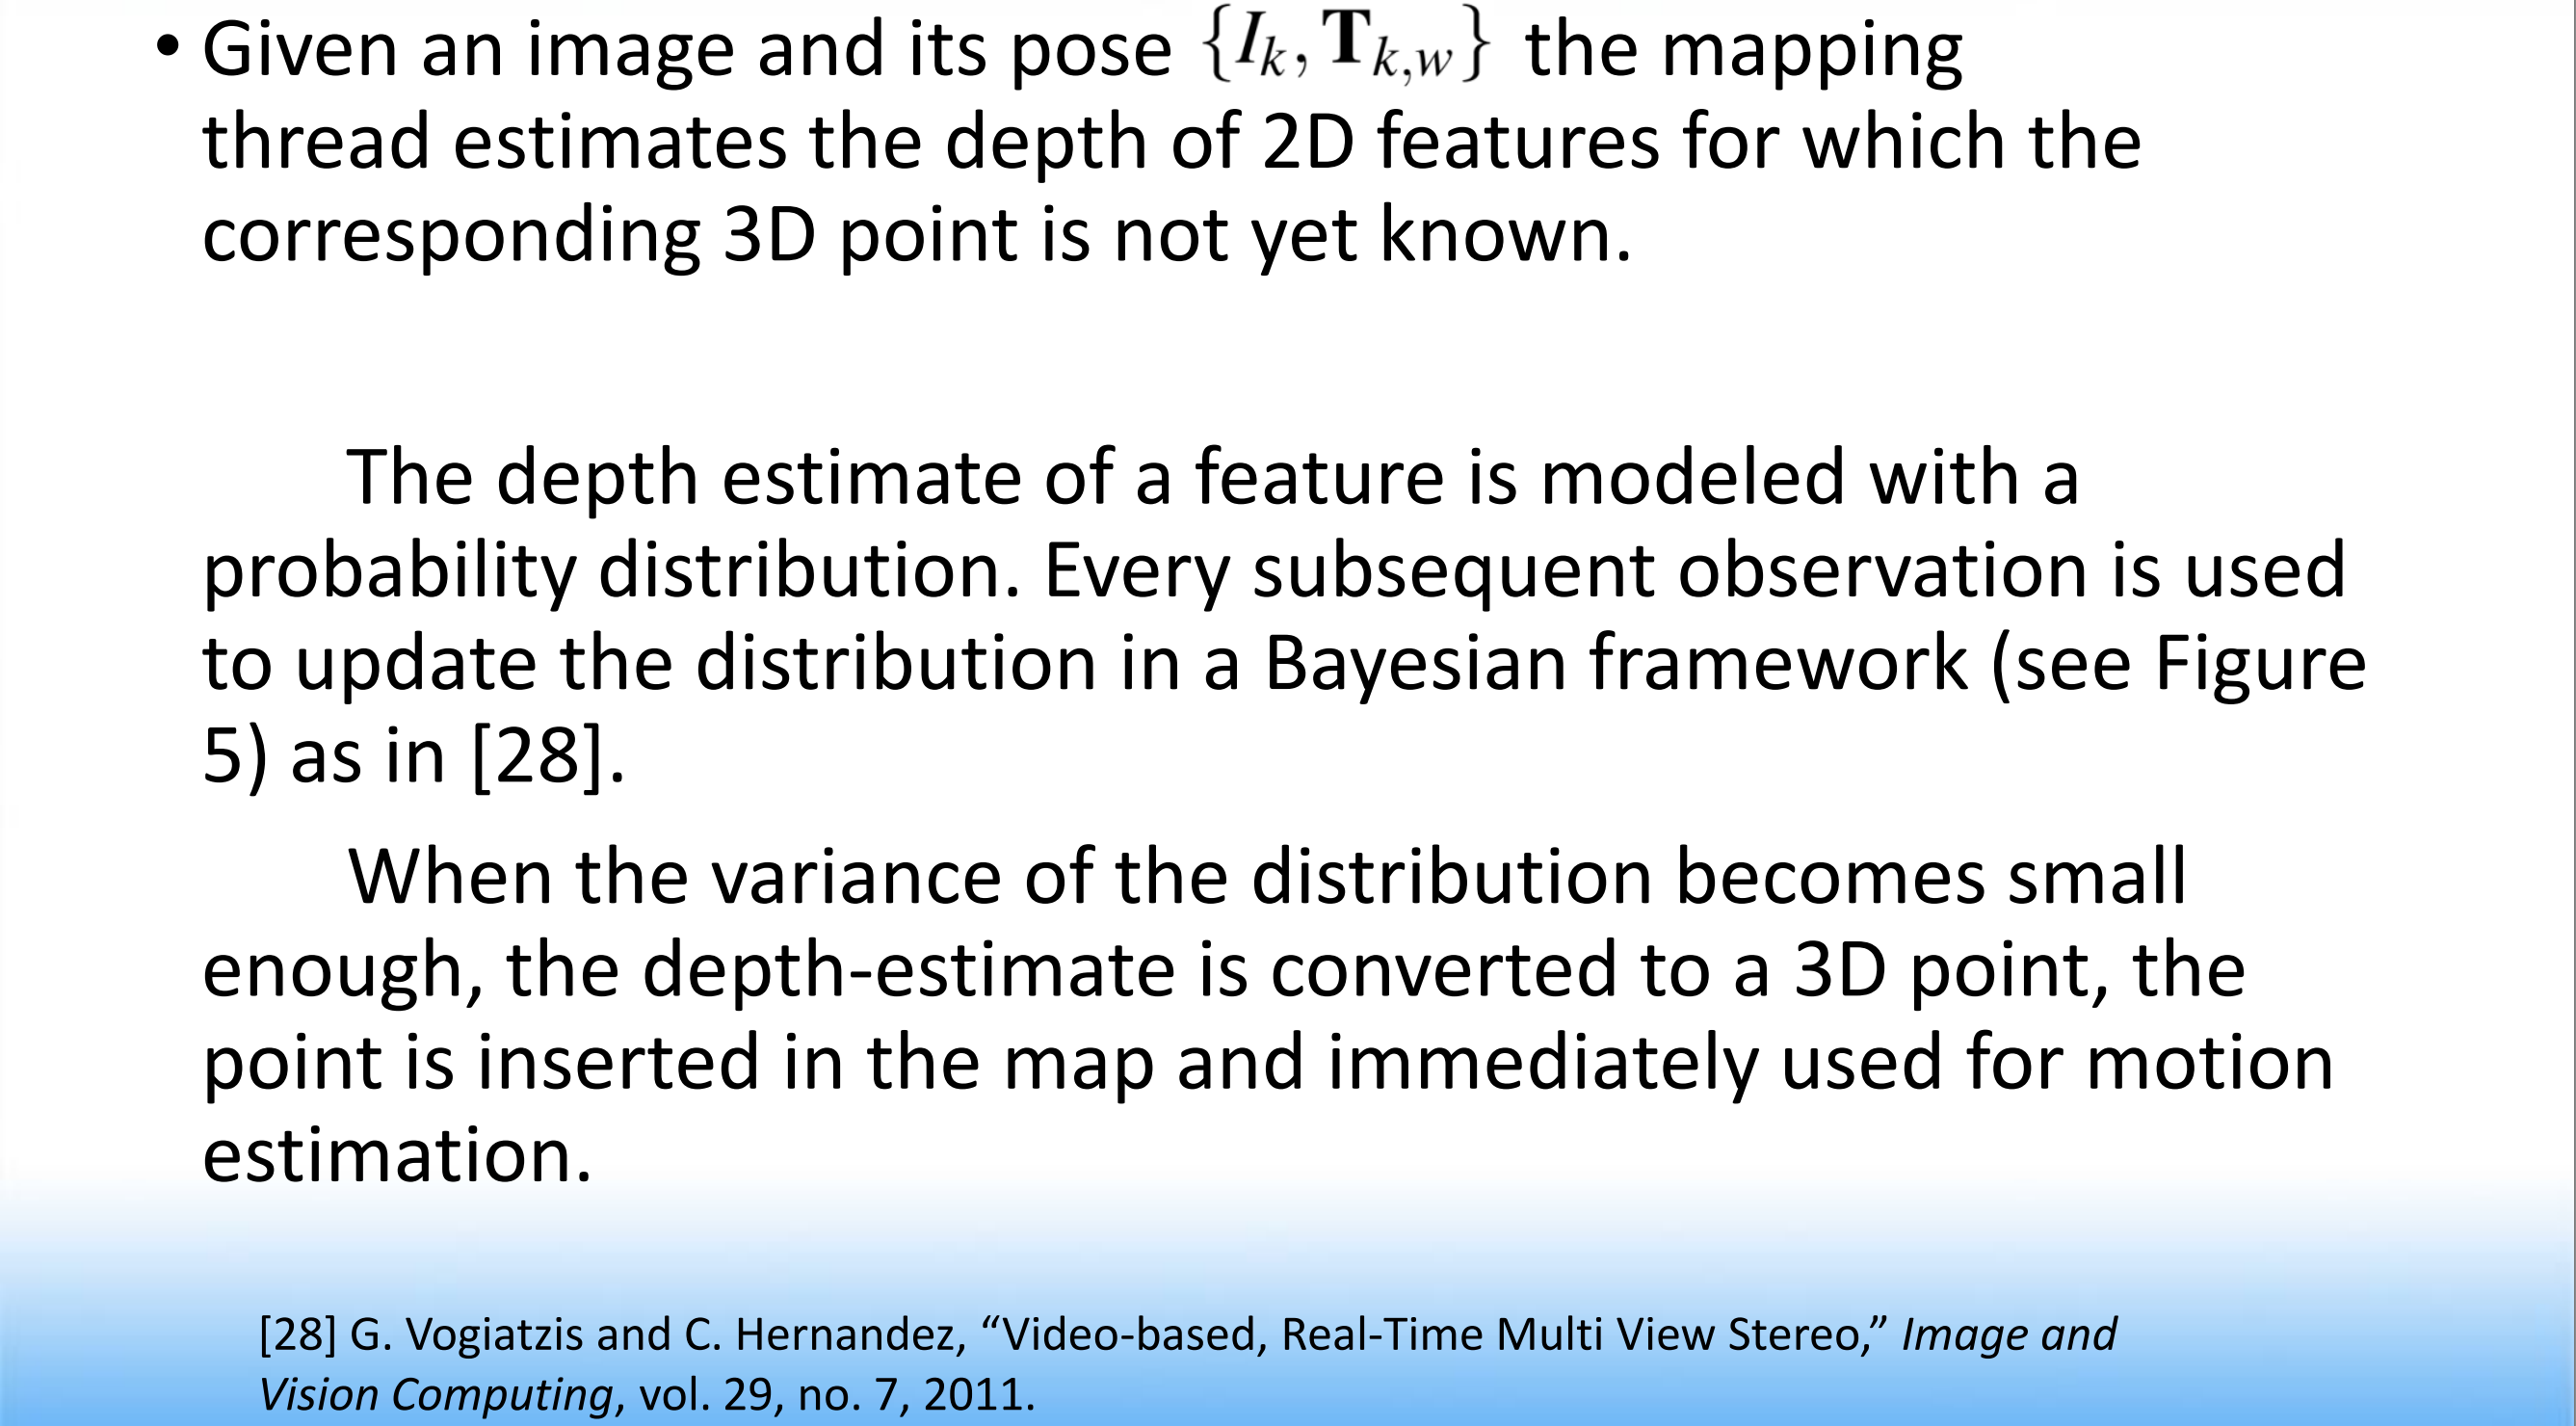 • Given an image and its pose {I_k, T_{k,w}} the mapping
thread estimates the depth of 2D features for which the
corresponding 3D point is not yet known.
The depth estimate of a feature is modeled with a
probability distribution. Every subsequent observation is used
to update the distribution in a Bayesian framework (see Figure
5) as in [28].
When the variance of the distribution becomes small
enough, the depth-estimate is converted to a 3D point, the
point is inserted in the map and immediately used for motion
estimation.
[28] G. Vogiatzis and C. Hernandez, “Video-based, Real-Time Multi View Stereo,” Image and
Vision Computing, vol. 29, no. 7, 2011.